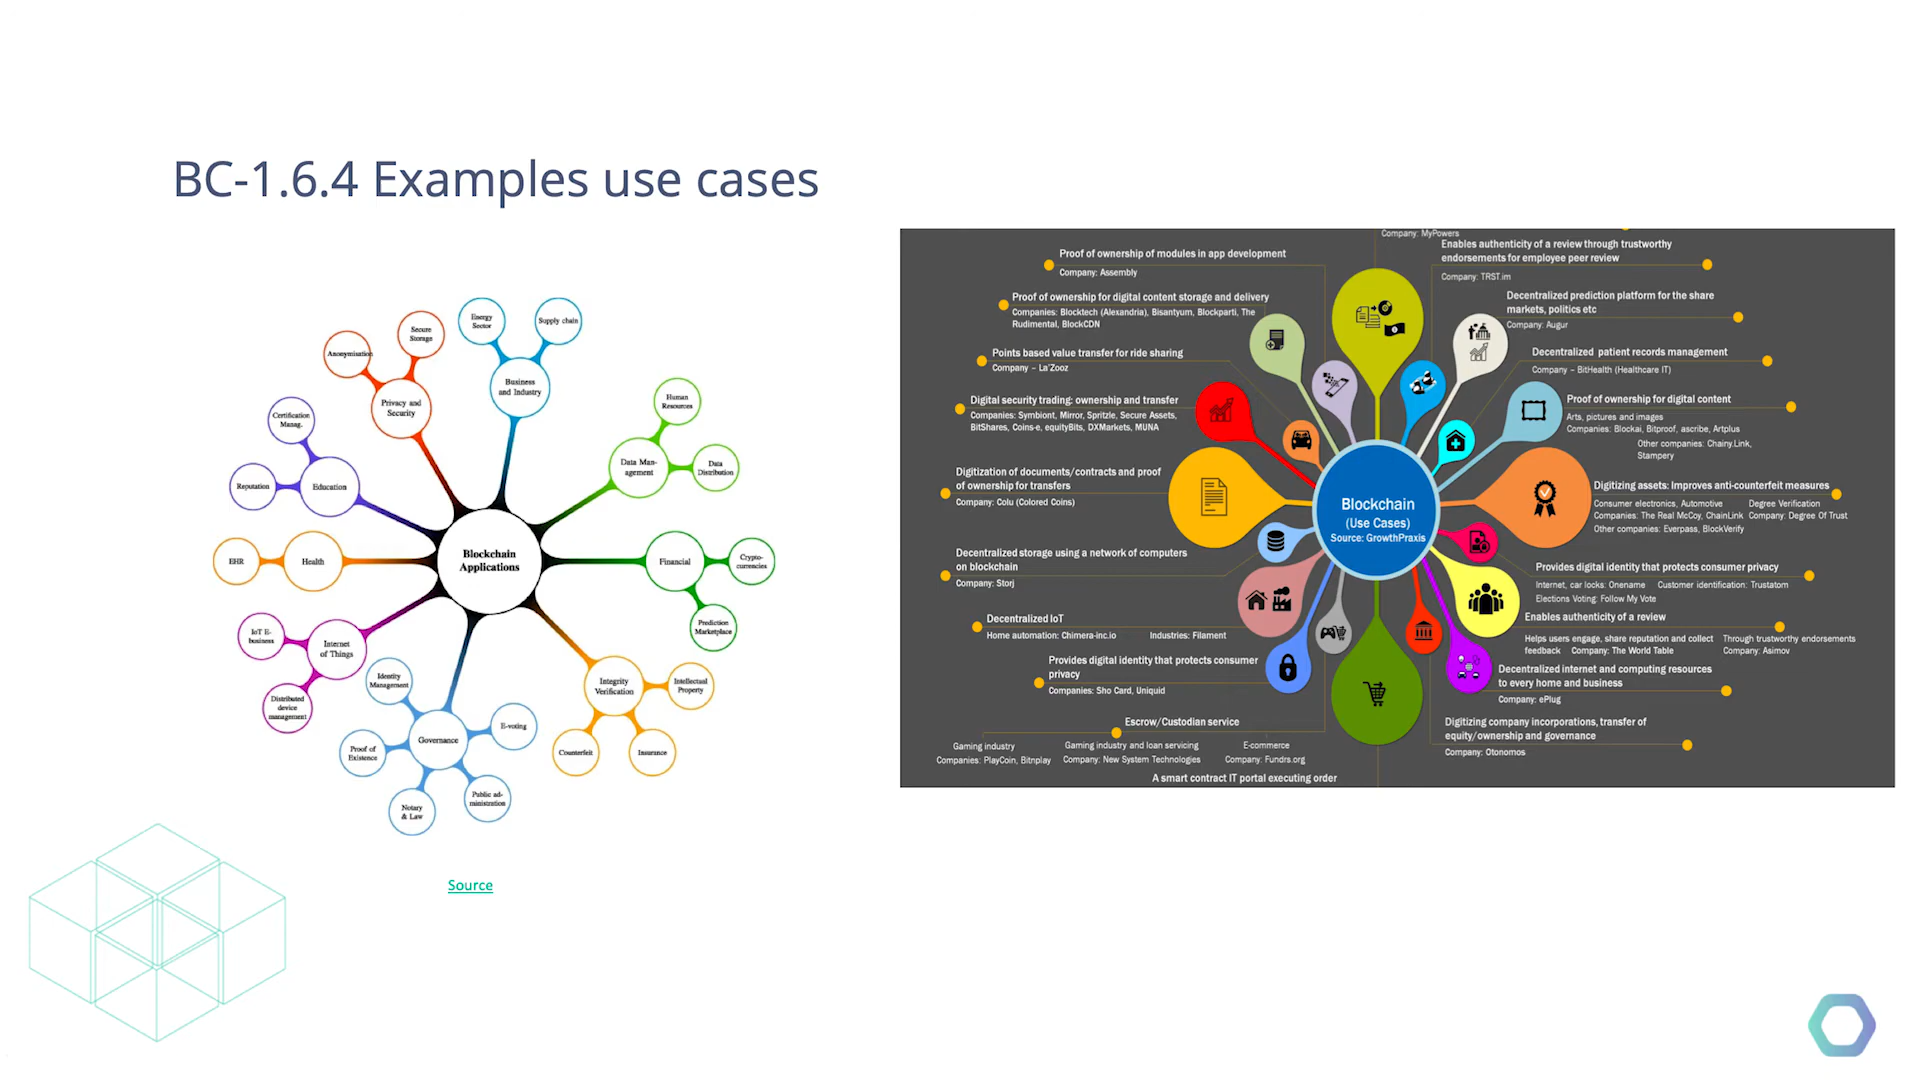 BC-1.6.4 Examples use cases
Energy
Sector
Supply chain
Secure
Storage
Anonymisation
Business
and Industry
Privacy and
Security
Human
Resources
Certification
Manag.
Data Man-
agement
Data
Distribution
Reputation
Education
Blockchain
Applications
EHR
Health
Financial
Crypto-
currencies
Prediction
Marketplace
IoT E-
business
Internet
of Things
Distributed
device
management
Identity
Management
Integrity
Verification
Intellectual
Property
Governance
E-voting
Proof of
Existence
Counterfeit
Insurance
Notary
& Law
Public ad-
ministration
Source
Company: MyPowers
Proof of ownership of modules in app development
Company: Assembly
Proof of ownership for digital content storage and delivery
Companies: Blocktech (Alexandria), Bisantyum, Blockparti, The
Rudimental, BlockCDN
Points based value transfer for ride sharing
Company – La'Zooz
Digital security trading: ownership and transfer
Companies: Symbiont, Mirror, Spritzle, Secure Assets,
BitShares, Coins-e, equityBits, DXMarkets, MUNA
Digitization of documents/contracts and proof
of ownership for transfers
Company: Colu (Colored Coins)
Decentralized storage using a network of computers
on blockchain
Company: Storj
Decentralized IoT
Home automation: Chimera-inc.io Industries: Filament
Provides digital identity that protects consumer
privacy
Companies: Sho Card, Uniquid
Escrow/Custodian service
Gaming industry
Companies: PlayCoin, Bitnplay
Gaming industry and loan servicing
Company: New System Technologies
E-commerce
Company: Fundrs.org
A smart contract IT portal executing order
Blockchain
(Use Cases)
Source: GrowthPraxis
Enables authenticity of a review through trustworthy
endorsements for employee peer review
Company: TRST.im
Decentralized prediction platform for the share
markets, politics etc
Company: Augur
Decentralized patient records management
Company – BitHealth (Healthcare IT)
Proof of ownership for digital content
Arts, pictures and images
Companies: Blockai, Bitproof, ascribe, Artplus
Other companies: Chainy.Link,
Stampery
Digitizing assets: Improves anti-counterfeit measures
Consumer electronics, Automotive Degree Verification
Companies: The Real McCoy, ChainLink Company: Degree Of Trust
Other companies: Everpass, BlockVerify
Provides digital identity that protects consumer privacy
Internet, car locks: Onename Customer identification: Trustatom
Elections Voting: Follow My Vote
Enables authenticity of a review
Helps users engage, share reputation and collect Through trustworthy endorsements
feedback Company: The World Table Company: Asimov
Decentralized internet and computing resources
to every home and business
Company: ePlug
Digitizing company incorporations, transfer of
equity/ownership and governance
Company: Otonomos